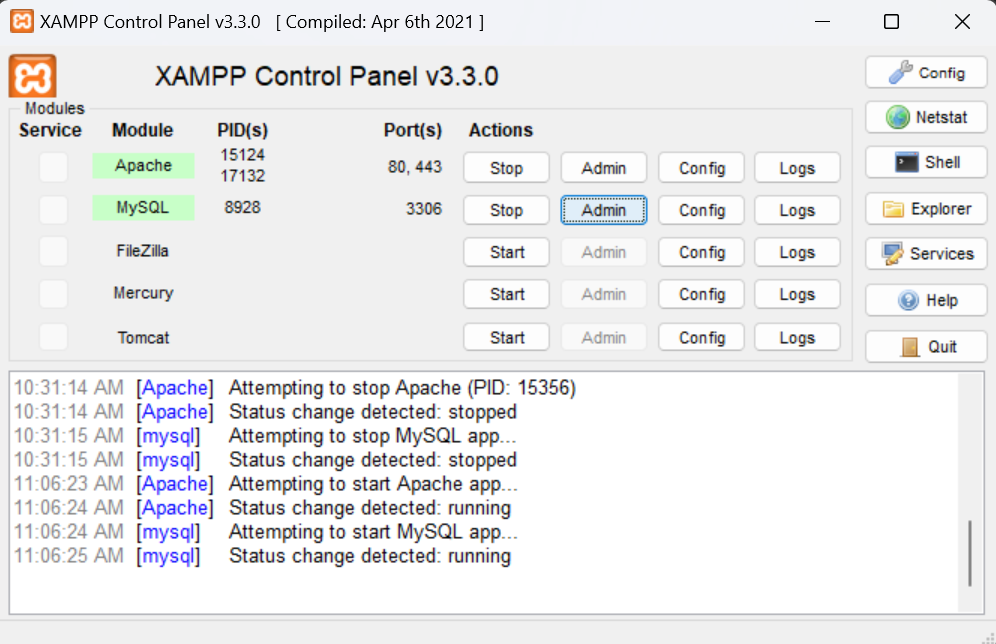 XAMPP Control Panel v3.3.0 [ Compiled: Apr 6th 2021 ]
XAMPP Control Panel v3.3.0
Config
Modules
Service Module PID(s) Port(s) Actions
Netstat
Apache 15124 17132 80, 443 Stop Admin Config Logs
Shell
MySQL 8928 3306 Stop Admin Config Logs
Explorer
FileZilla Start Admin Config Logs
Services
Mercury Start Admin Config Logs
Help
Tomcat Start Admin Config Logs
Quit
10:31:14 AM [Apache] Attempting to stop Apache (PID: 15356)
10:31:14 AM [Apache] Status change detected: stopped
10:31:15 AM [mysql] Attempting to stop MySQL app...
10:31:15 AM [mysql] Status change detected: stopped
11:06:23 AM [Apache] Attempting to start Apache app...
11:06:24 AM [Apache] Status change detected: running
11:06:24 AM [mysql] Attempting to start MySQL app...
11:06:25 AM [mysql] Status change detected: running